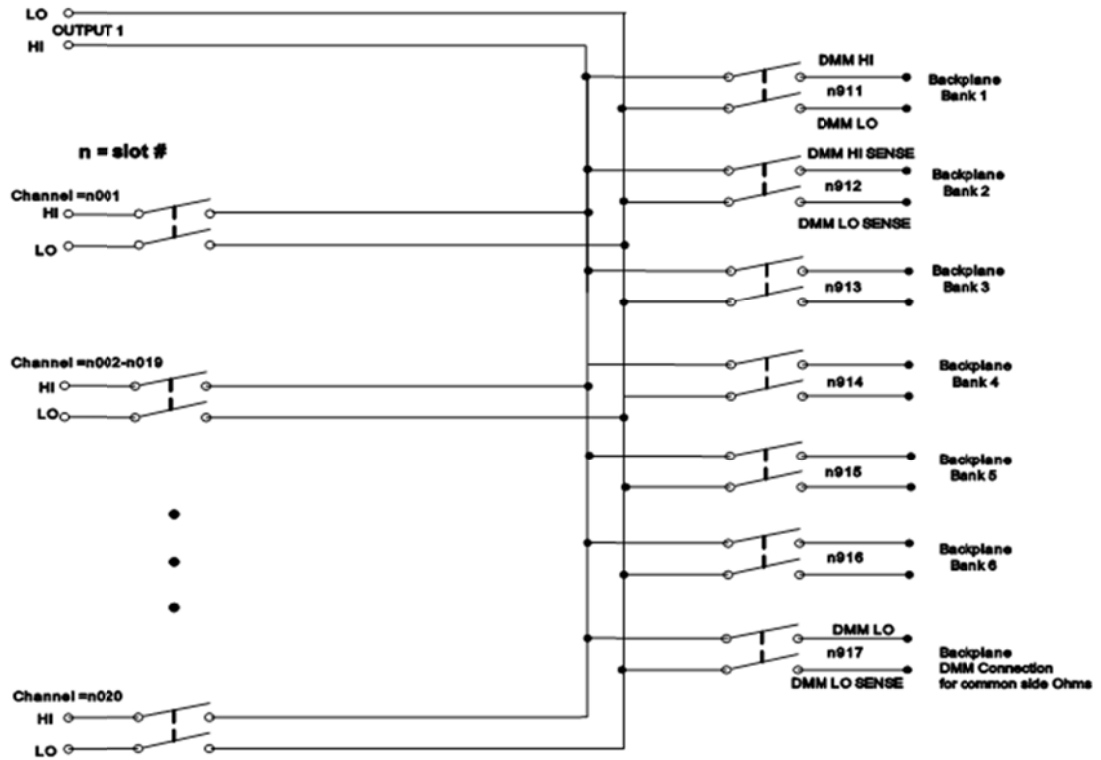 LO
OUTPUT 1
HI
n = slot #
Channel =n001
HI
LO
Channel =n002-n019
HI
LO
Channel =n020
HI
LO
DMM HI
n911
DMM LO
Backplane
Bank 1
DMM HI SENSE
n912
DMM LO SENSE
Backplane
Bank 2
n913
Backplane
Bank 3
n914
Backplane
Bank 4
n915
Backplane
Bank 5
n916
Backplane
Bank 6
DMM LO
n917
DMM LO SENSE
Backplane
DMM Connection
for common side Ohms